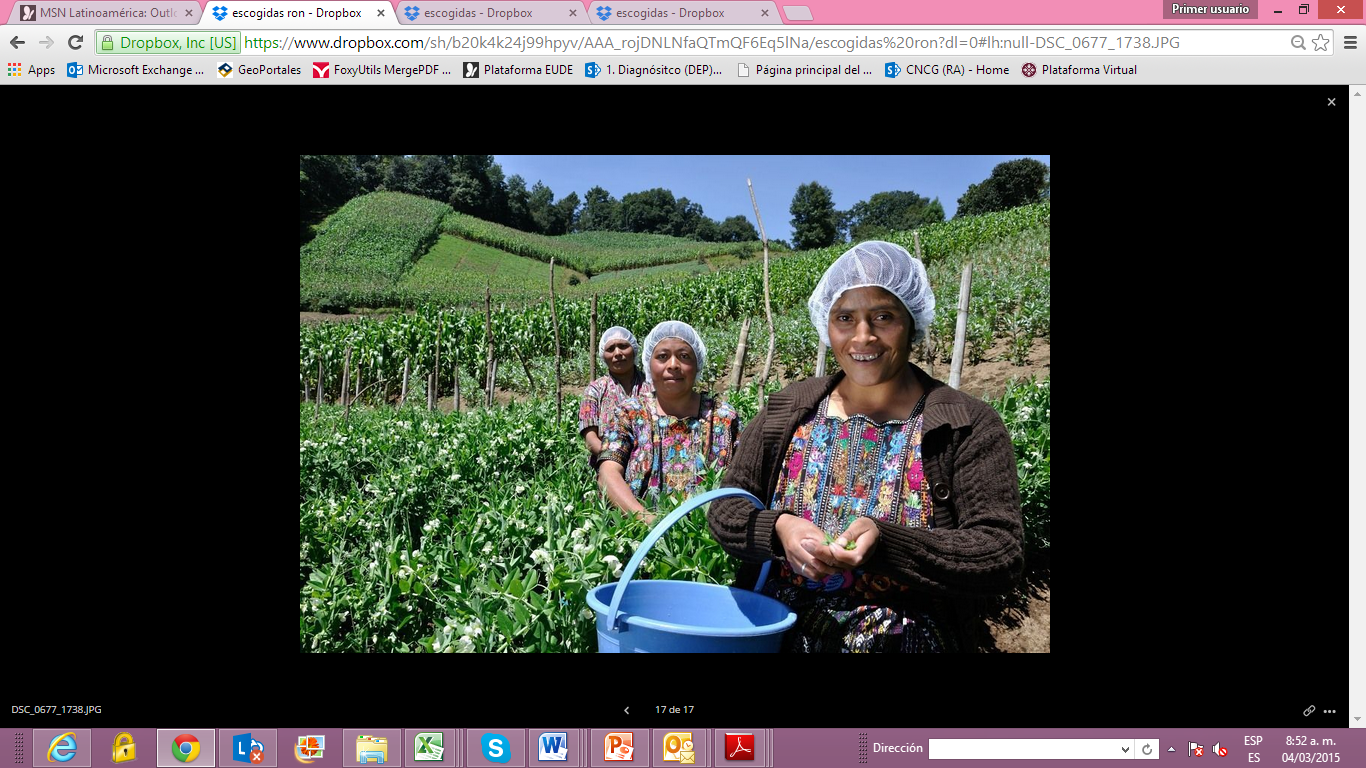 MSN Latinoamérica: Outle
escogidas ron - Dropbox
escogidas - Dropbox
escogidas - Dropbox
Primer usuario
Dropbox, Inc [US]
https://www.dropbox.com/sh/b20k4k24j99hpyv/AAA_rojDNLNfaQTmQF6Eq5lNa/escogidas%20ron?dl=0#lh:null-DSC_0677_1738.JPG
Apps
Microsoft Exchange ...
GeoPortales
FoxyUtils MergePDF ...
Plataforma EUDE
1. Diagnósitco (DEP)...
Página principal del ...
CNCG (RA) - Home
Plataforma Virtual
DSC_0677_1738.JPG
17 de 17
Dirección
ESP
ES
8:52 a. m.
04/03/2015